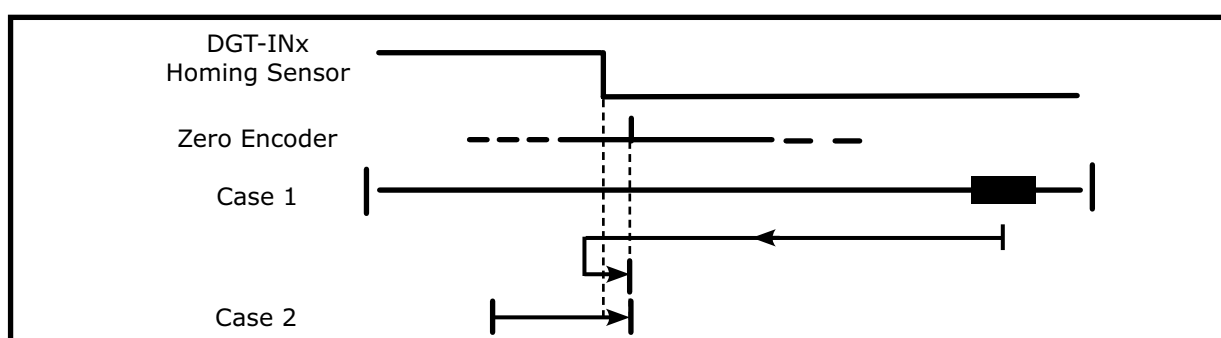 DGT-INx
Homing Sensor
Zero Encoder
Case 1
Case 2